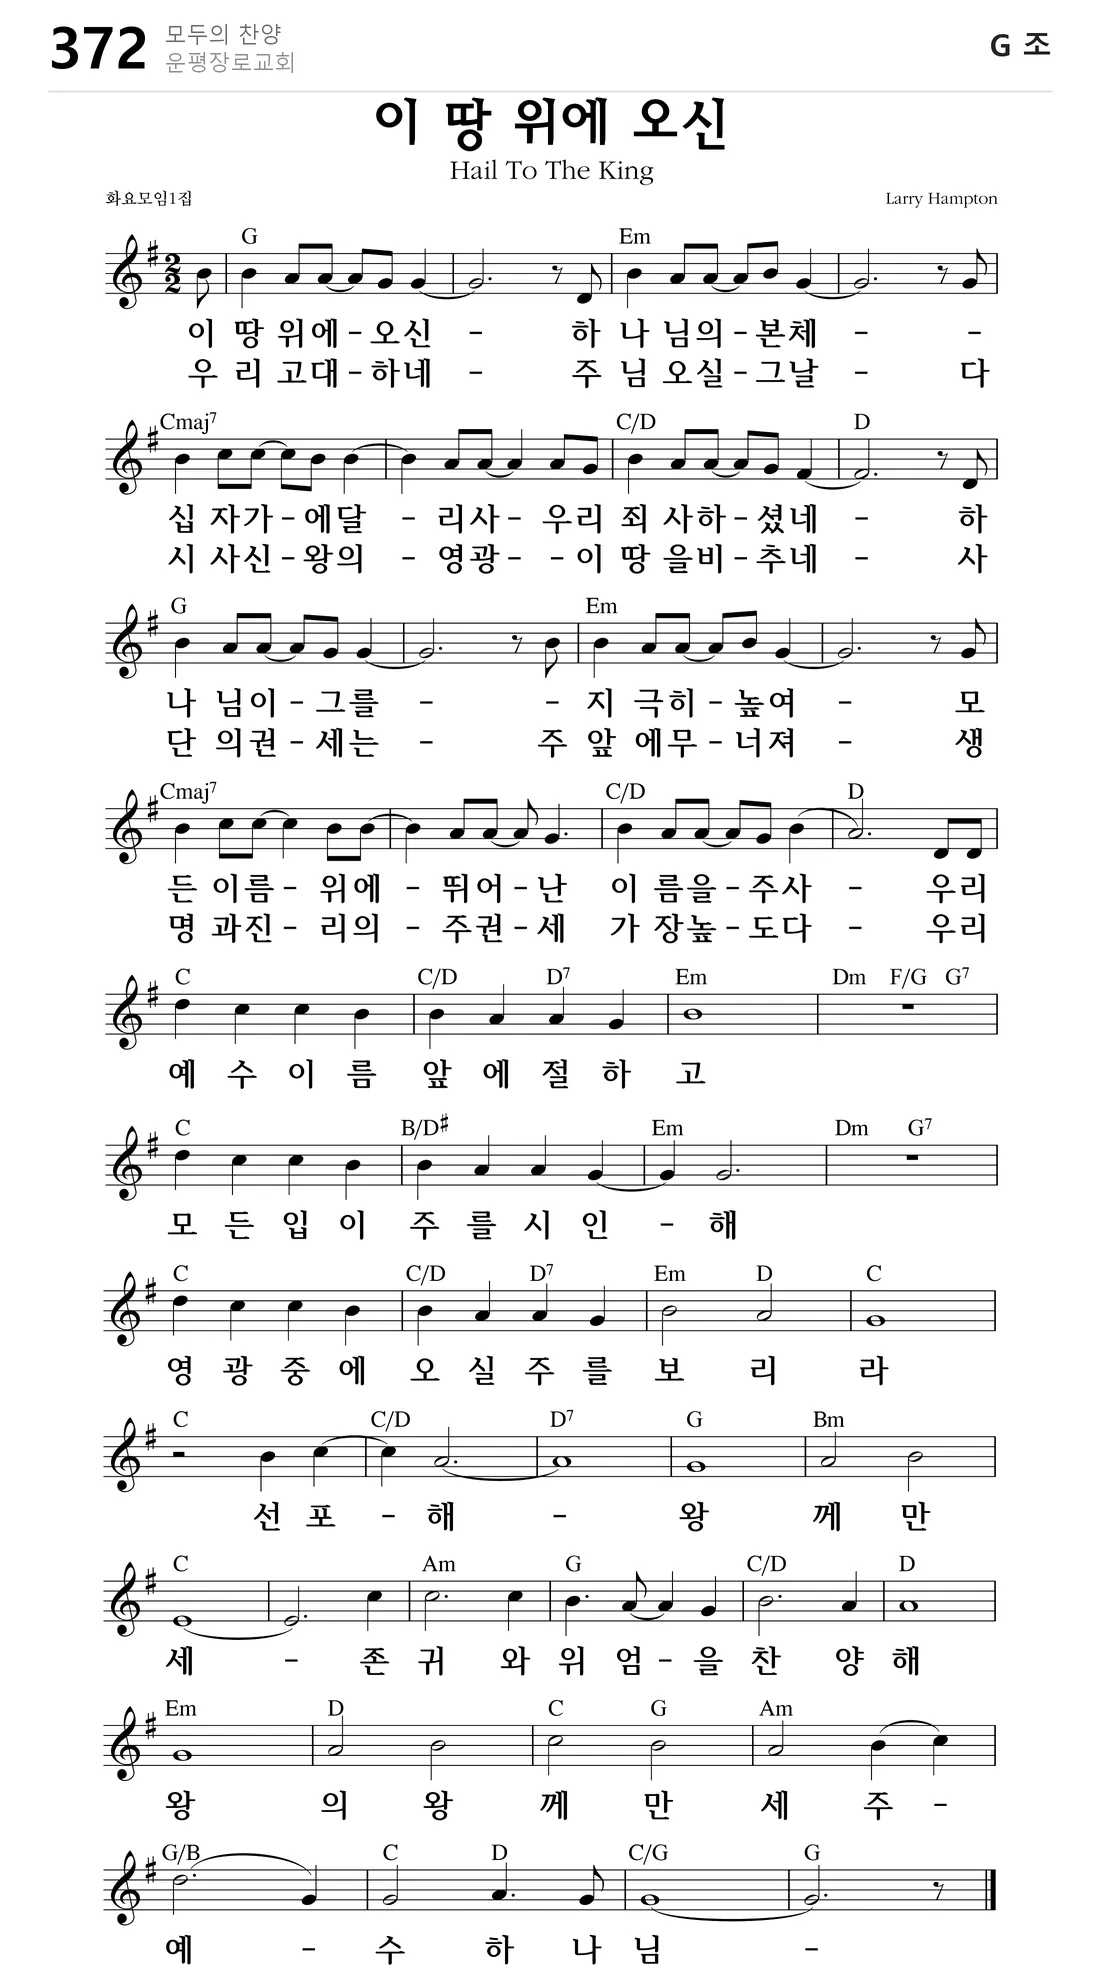 372 모두의 찬양
운평장로교회
G 조
이 땅 위에 오신
Hail To The King
화요모임1집 Larry Hampton
G Em
이 땅 위에-오신 - 하 나 님의-본체 - -
우 리 고대-하네 - 주 님 오실-그날 - 다
Cmaj7 C/D D
십 자가-에달 - 리사- 우리 죄 사하-셨네 - 하
시 사신-왕의 - 영광- -이 땅 을비-추네 - 사
G Em
나 님이-그를 - - 지 극히-높여 - 모
단 의권-세는 - 주 앞 에무-너져 - 생
Cmaj7 C/D D
든 이름- 위에 - 뛰어-난 이 름을-주사 - 우리
명 과진-리의 - 주권-세 가 장높-도다 - 우리
C C/D D7 Em Dm F/G G7
예 수 이 름 앞 에 절 하 고
C B/D# Em Dm G7
모 든 입 이 주 를 시 인 - 해
C C/D D7 Em D C
영 광 중 에 오 실 주 를 보 리 라
C C/D D7 G Bm
선 포 - 해 - 왕 께 만
C Am G C/D D
세 - 존 귀 와 위 엄-을 찬 양 해
Em D C G Am
왕 의 왕 께 만 세 주 -
G/B C D C/G G
예 - 수 하 나 님 -